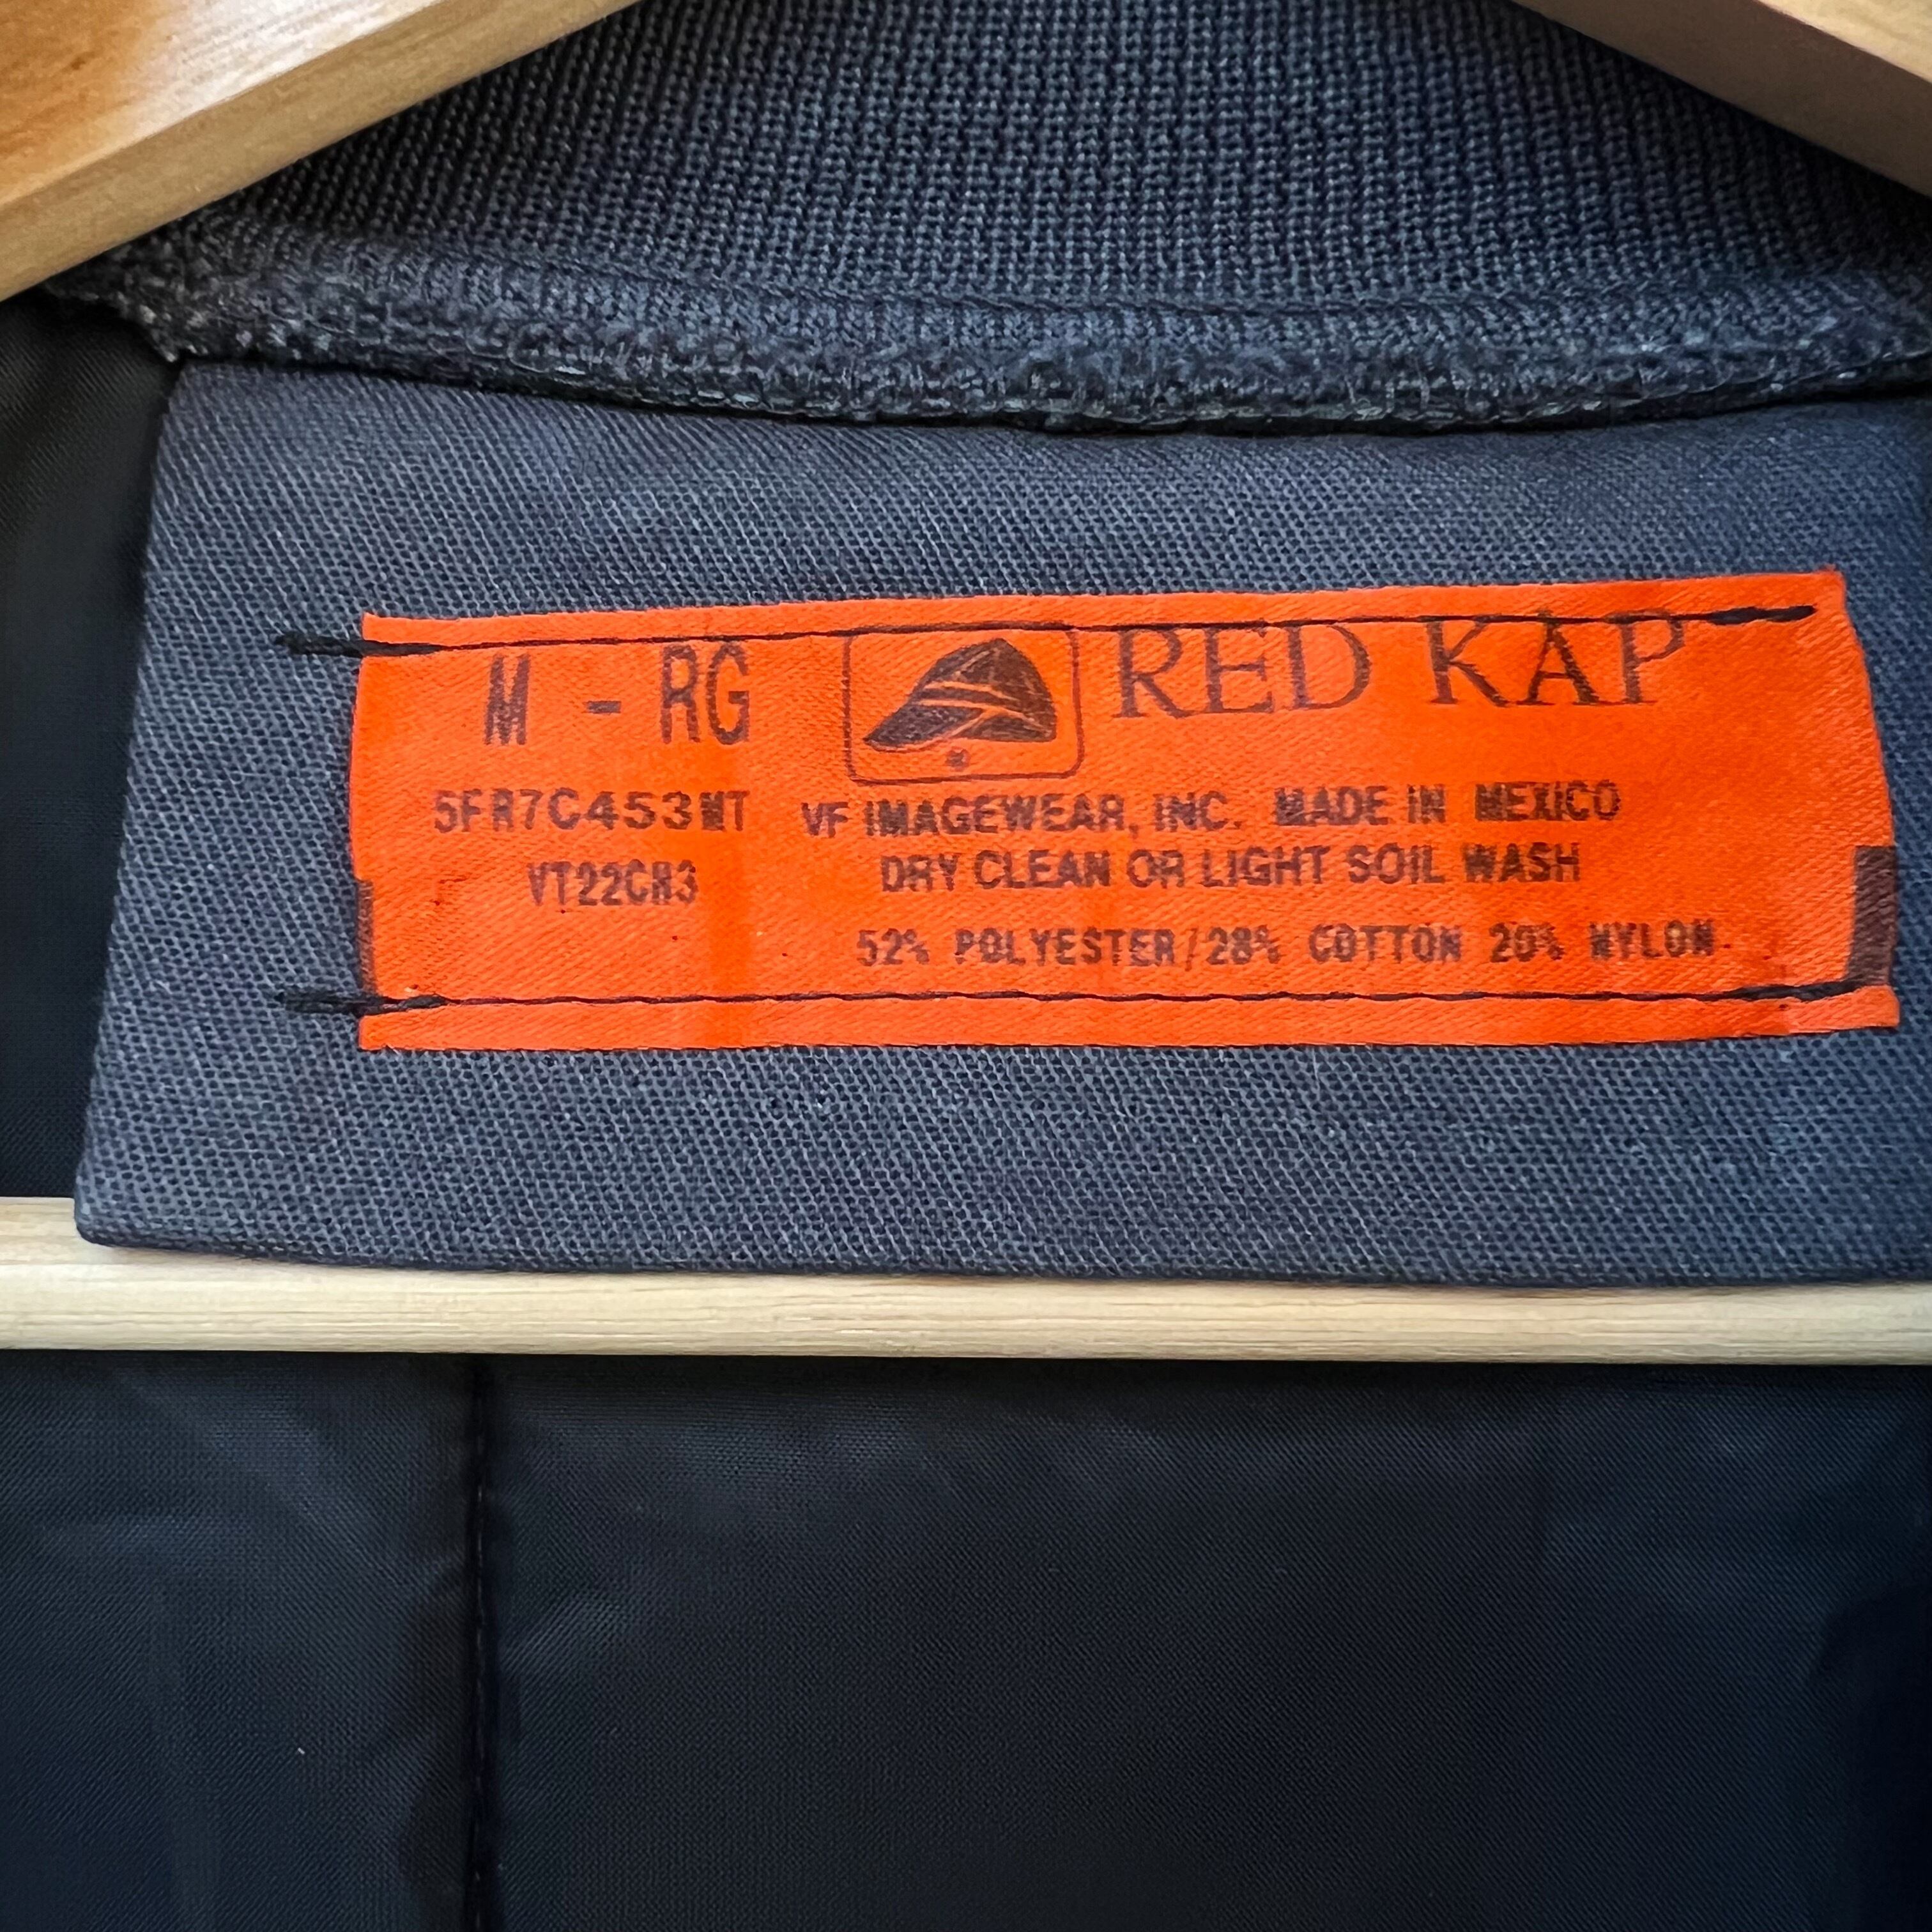 M - RG RED KAP
5FR7C453MT VF IMAGEWEAR, INC. MADE IN MEXICO
VT22CH3 DRY CLEAN OR LIGHT SOIL WASH
52% POLYESTER/28% COTTON 20% NYLON